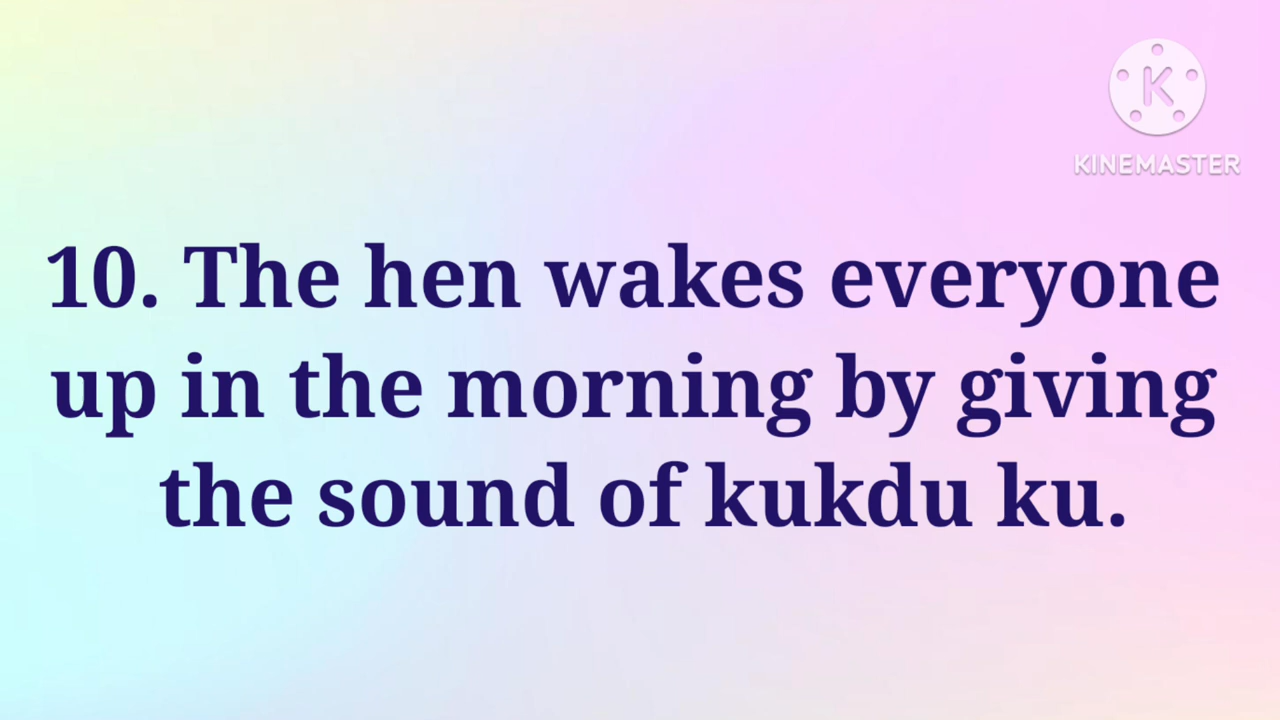 K
KINEMASTER
10. The hen wakes everyone
up in the morning by giving
the sound of kukdu ku.